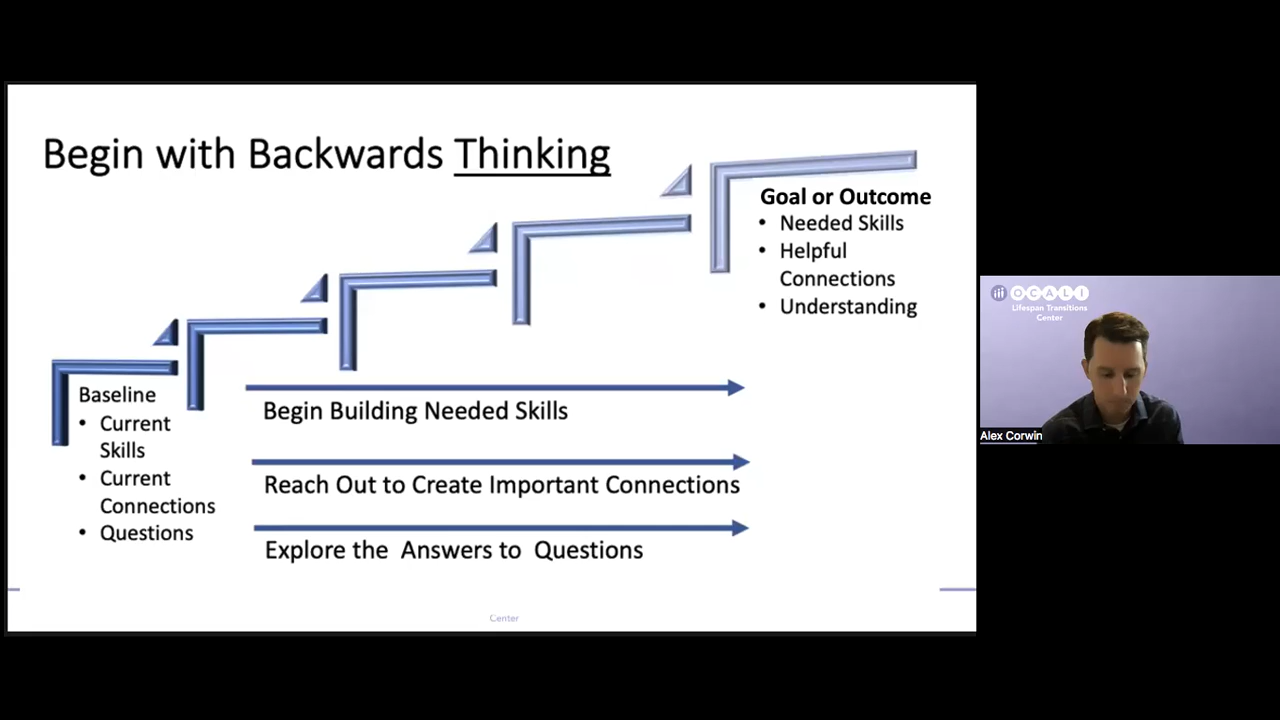 Begin with Backwards Thinking
Goal or Outcome
• Needed Skills
• Helpful
Connections
• Understanding
Baseline
• Current
Skills
• Current
Connections
• Questions
Begin Building Needed Skills
Reach Out to Create Important Connections
Explore the Answers to Questions
Center
OCALI
Lifespan Transitions
Center
Alex Corwin